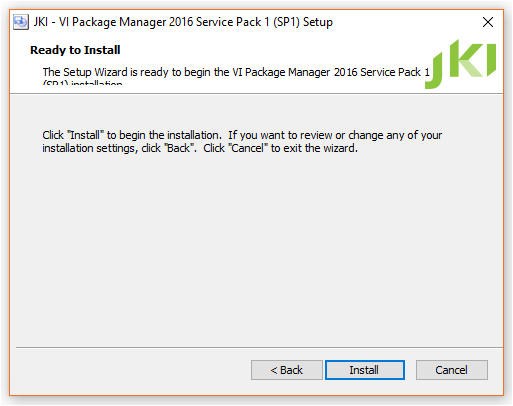 JKI - VI Package Manager 2016 Service Pack 1 (SP1) Setup
Ready to Install
The Setup Wizard is ready to begin the VI Package Manager 2016 Service Pack 1
(SP1) installation
jki
Click "Install" to begin the installation.  If you want to review or change any of your
installation settings, click "Back".  Click "Cancel" to exit the wizard.
< Back
Install
Cancel